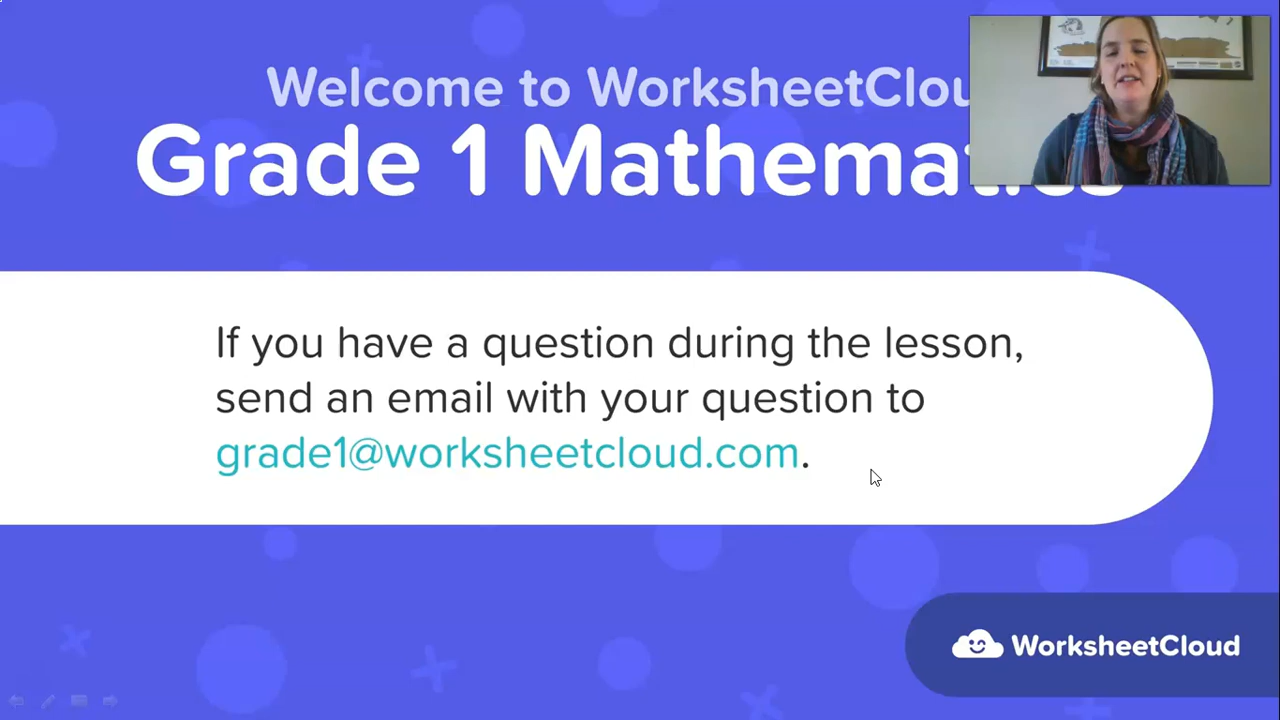 Welcome to WorksheetClou
Grade 1 Mathematics
If you have a question during the lesson,
send an email with your question to
grade1@worksheetcloud.com.
WorksheetCloud